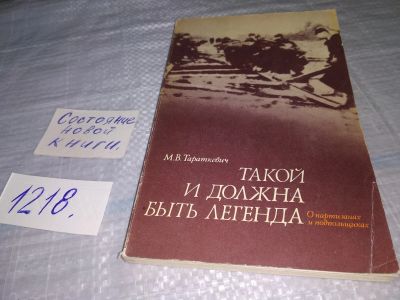 Состояние
новой
книги.
1218.
М.В. Тараткевич
ТАКОЙ
И ДОЛЖНА
БЫТЬ ЛЕГЕНДА
О партизанах
и подпольщиках